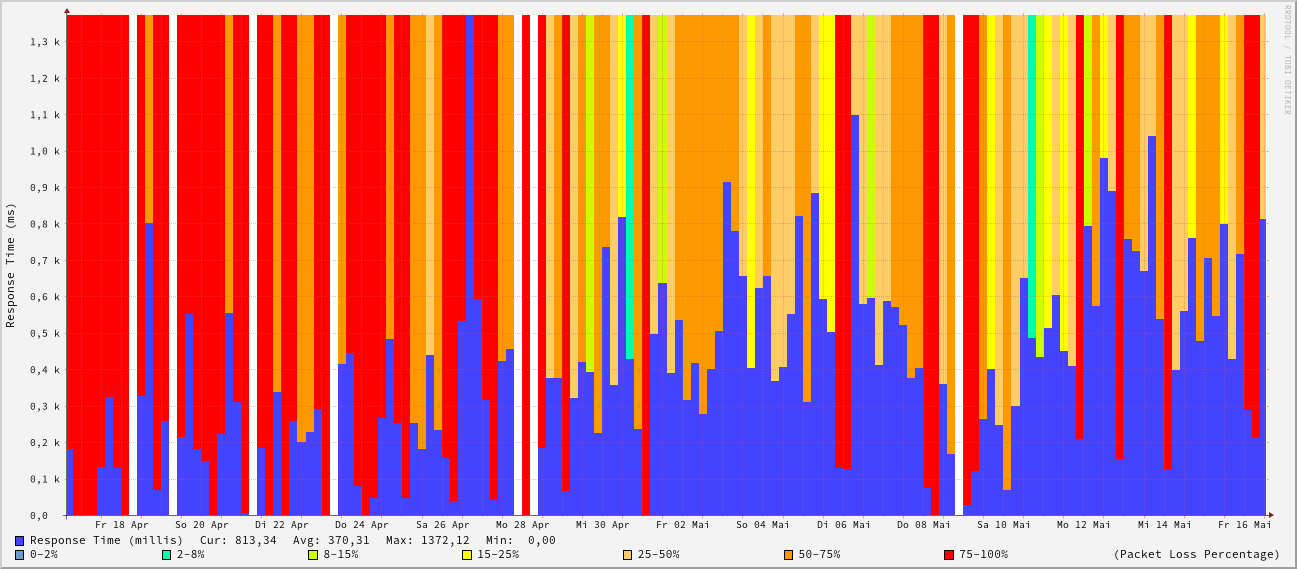 RRDTOOL / TOBI OETIKER
Response Time (ms)
1,3 k
1,2 k
1,1 k
1,0 k
0,9 k
0,8 k
0,7 k
0,6 k
0,5 k
0,4 k
0,3 k
0,2 k
0,1 k
0,0
Fr 18 Apr So 20 Apr Di 22 Apr Do 24 Apr Sa 26 Apr Mo 28 Apr Mi 30 Apr Fr 02 Mai So 04 Mai Di 06 Mai Do 08 Mai Sa 10 Mai Mo 12 Mai Mi 14 Mai Fr 16 Mai
Response Time (millis) Cur: 813,34 Avg: 370,31 Max: 1372,12 Min: 0,00
0-2% 2-8% 8-15% 15-25% 25-50% 50-75% 75-100% (Packet Loss Percentage)